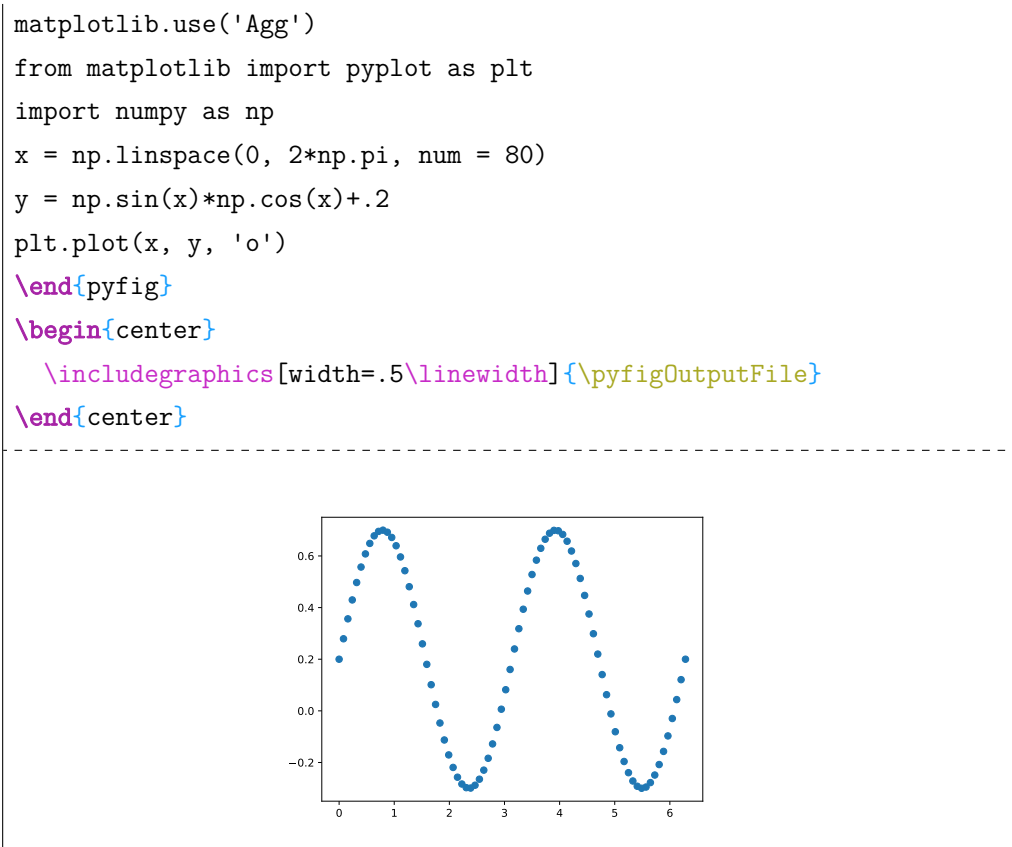 matplotlib.use('Agg')
from matplotlib import pyplot as plt
import numpy as np
x = np.linspace(0, 2*np.pi, num = 80)
y = np.sin(x)*np.cos(x)+.2
plt.plot(x, y, 'o')
\end{pyfig}
\begin{center}
  \includegraphics[width=.5\linewidth]{\pyfigOutputFile}
\end{center}
0.6
0.4
0.2
0.0
−0.2
0 1 2 3 4 5 6